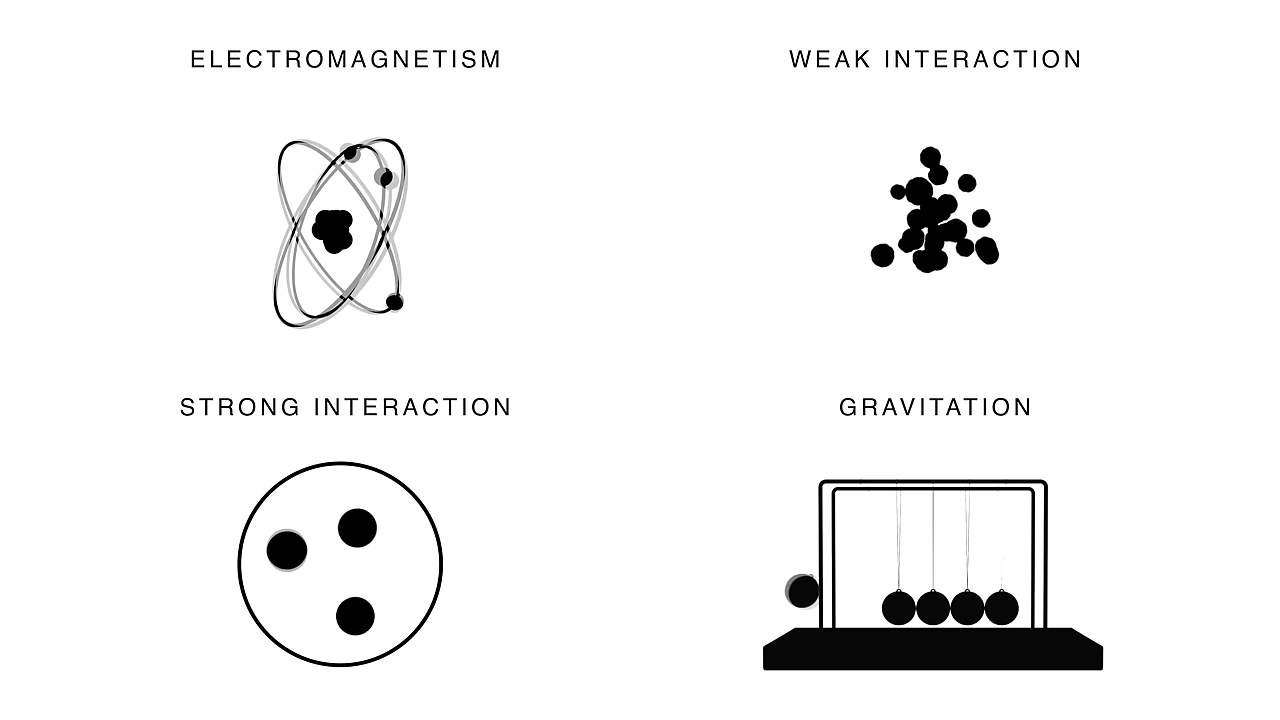 ELECTROMAGNETISM
WEAK INTERACTION
STRONG INTERACTION
GRAVITATION